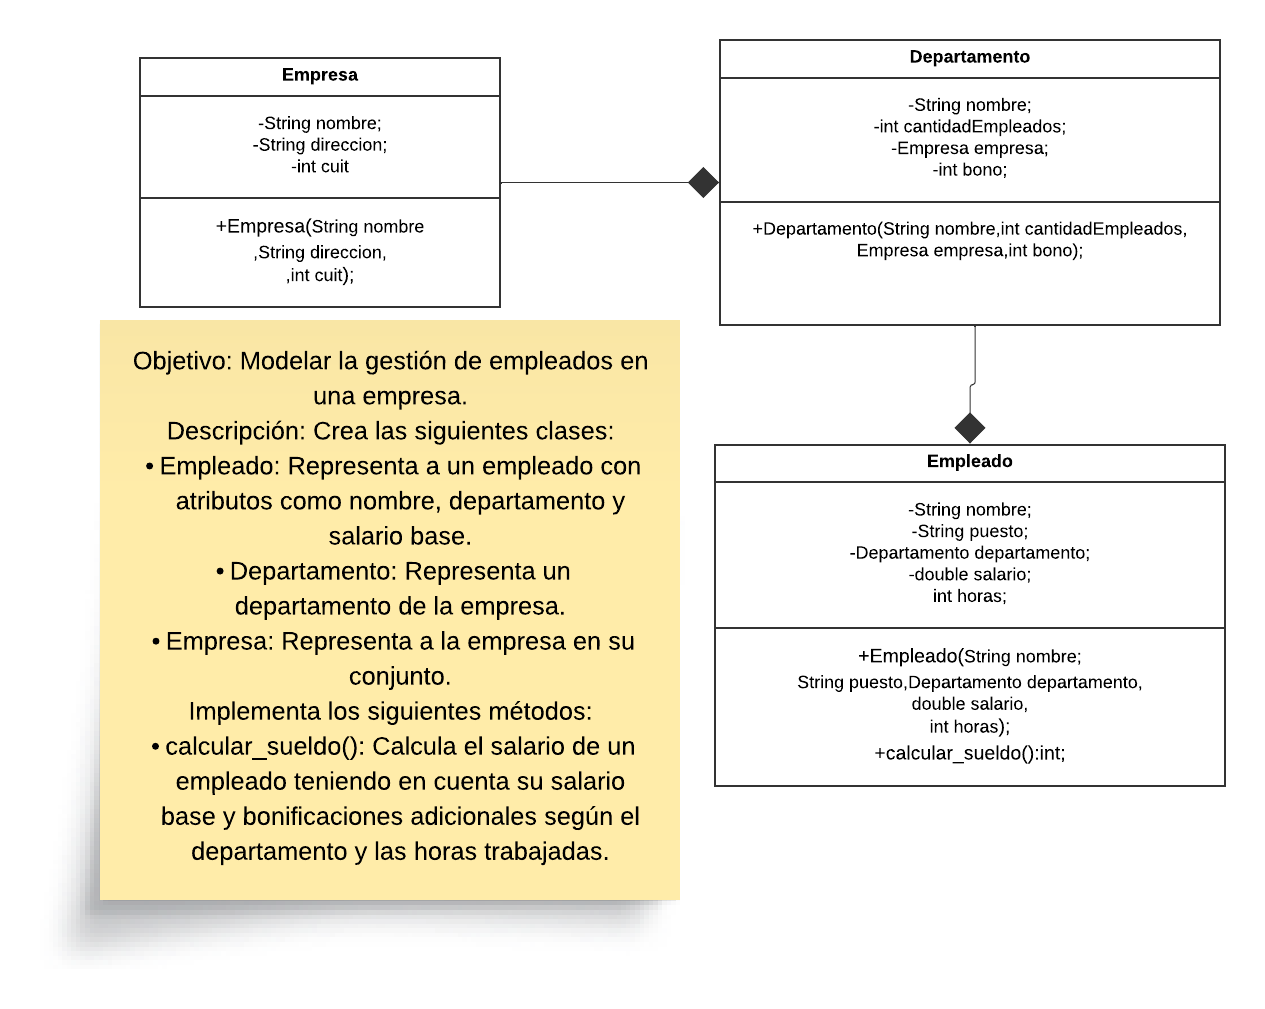 Empresa
-String nombre;
-String direccion;
-int cuit
+Empresa(String nombre
,String direccion,
,int cuit);
Departamento
-String nombre;
-int cantidadEmpleados;
-Empresa empresa;
-int bono;
+Departamento(String nombre,int cantidadEmpleados,
Empresa empresa,int bono);
Objetivo: Modelar la gestión de empleados en
una empresa.
Descripción: Crea las siguientes clases:
• Empleado: Representa a un empleado con
atributos como nombre, departamento y
salario base.
• Departamento: Representa un
departamento de la empresa.
• Empresa: Representa a la empresa en su
conjunto.
Implementa los siguientes métodos:
• calcular_sueldo(): Calcula el salario de un
empleado teniendo en cuenta su salario
base y bonificaciones adicionales según el
departamento y las horas trabajadas.
Empleado
-String nombre;
-String puesto;
-Departamento departamento;
-double salario;
int horas;
+Empleado(String nombre;
String puesto,Departamento departamento,
double salario,
int horas);
+calcular_sueldo():int;